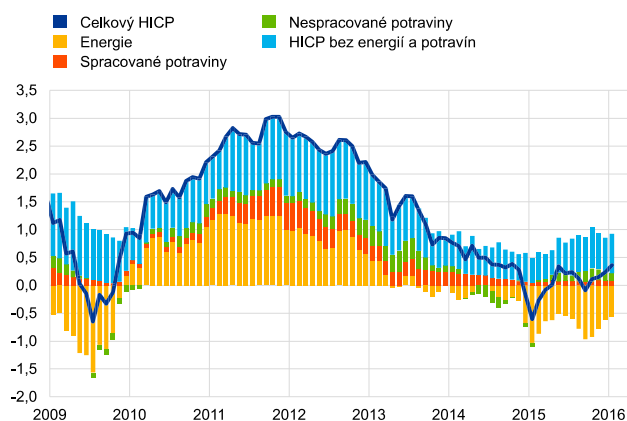 Celkový HICP
Energie
Spracované potraviny
Nespracované potraviny
HICP bez energií a potravín
3,5
3,0
2,5
2,0
1,5
1,0
0,5
0,0
-0,5
-1,0
-1,5
-2,0
2009 2010 2011 2012 2013 2014 2015 2016